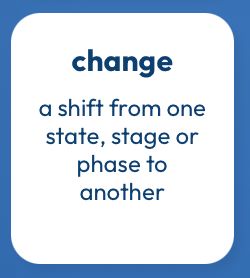 change
a shift from one
state, stage or
phase to
another